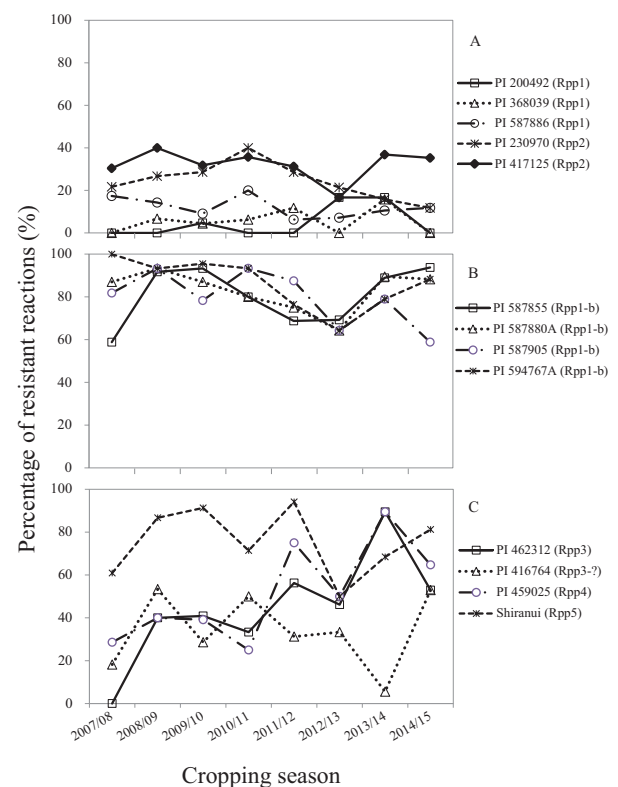 Percentage of resistant reactions (%)
100
80
60
40
20
0
A
PI 200492 (Rpp1)
PI 368039 (Rpp1)
PI 587886 (Rpp1)
PI 230970 (Rpp2)
PI 417125 (Rpp2)
100
80
60
40
20
0
B
PI 587855 (Rpp1-b)
PI 587880A (Rpp1-b)
PI 587905 (Rpp1-b)
PI 594767A (Rpp1-b)
100
80
60
40
20
0
C
PI 462312 (Rpp3)
PI 416764 (Rpp3-?)
PI 459025 (Rpp4)
Shiranui (Rpp5)
2007/08
2008/09
2009/10
2010/11
2011/12
2012/13
2013/14
2014/15
Cropping season